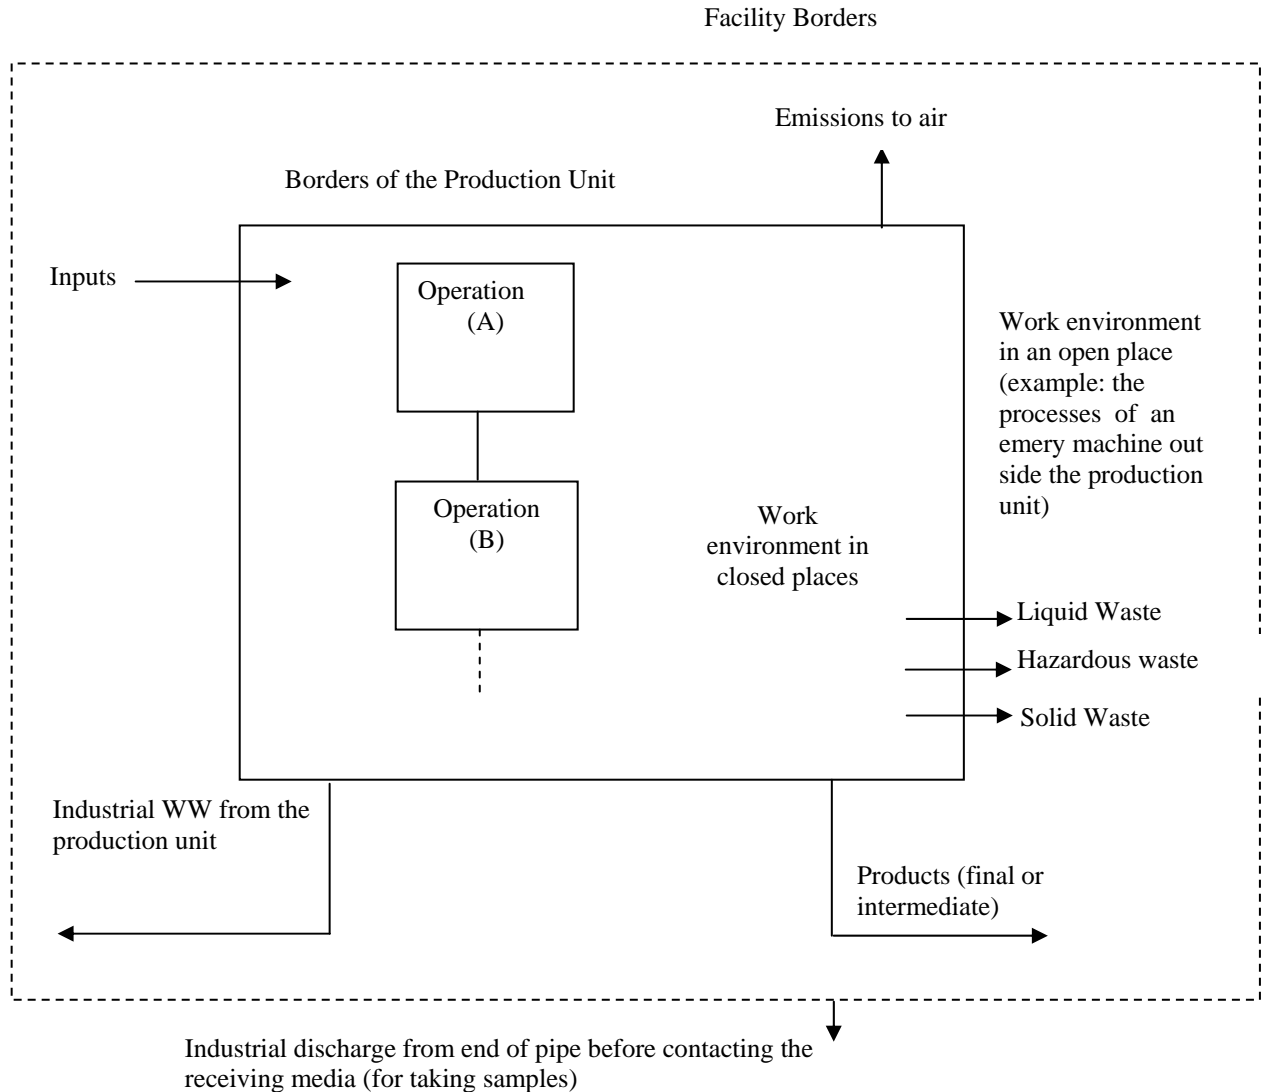 Facility Borders
Emissions to air
Borders of the Production Unit
Inputs
Operation
(A)
Work environment
in an open place
(example: the
processes of an
emery machine out
side the production
unit)
Operation
(B)
Work
environment in
closed places
Liquid Waste
Hazardous waste
Solid Waste
Industrial WW from the
production unit
Products (final or
intermediate)
Industrial discharge from end of pipe before contacting the
receiving media (for taking samples)